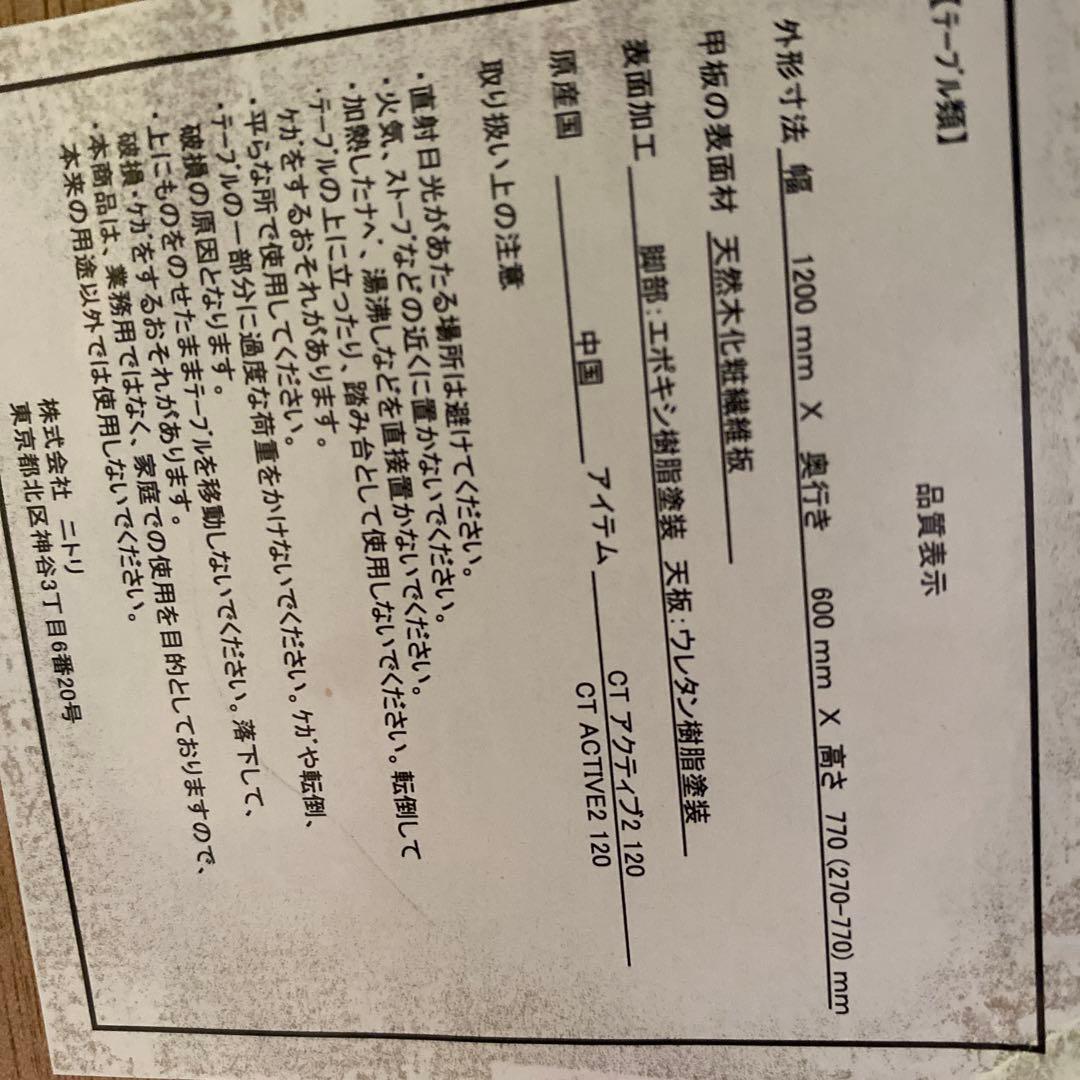 【テーブル類】
品質表示
外形寸法 幅 1200 mm X 奥行き 600 mm X 高さ 770 (270-770) mm
甲板の表面材 天然木化粧繊維板
表面加工 脚部:エポキシ樹脂塗装 天板:ウレタン樹脂塗装
原産国 中国 アイテム CT アクティブ2 120
CT ACTIVE2 120
取り扱い上の注意
・直射日光があたる場所は避けてください。
・火気、ストーブなどの近くに置かないでください。
・加熱したナベ、湯沸しなどを直接置かないでください。
・テーブルの上に立ったり、踏み台として使用しないでください。転倒して
ケガをするおそれがあります。
・平らな所で使用してください。
・テーブルの一部分に過度な荷重をかけないでください。ケガや転倒、
破損の原因となります。
・上にものをのせたままテーブルを移動しないでください。落下して、
破損・ケガをするおそれがあります。
・本商品は、業務用ではなく、家庭での使用を目的としておりますので、
本来の用途以外では使用しないでください。
株式会社 ニトリ
東京都北区神谷3丁目6番20号